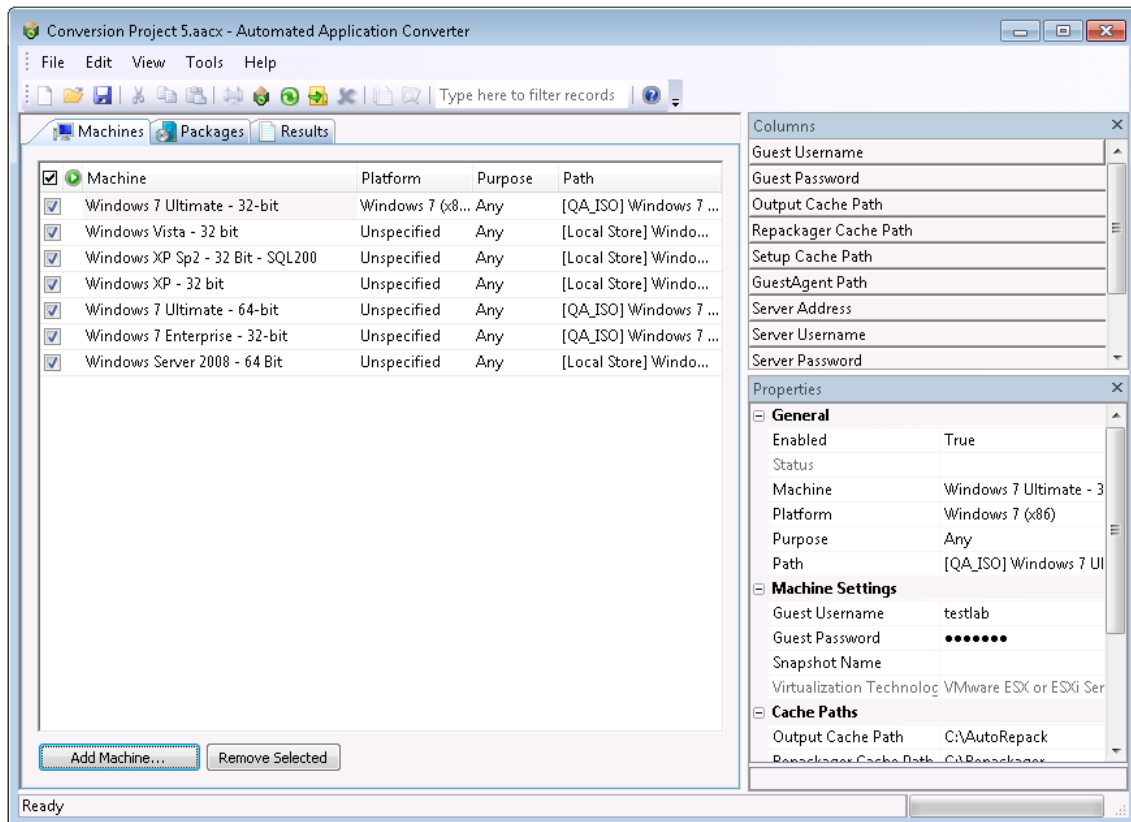 Conversion Project 5.aacx - Automated Application Converter
File Edit View Tools Help
Type here to filter records
Machines Packages Results
Machine Platform Purpose Path
Windows 7 Ultimate - 32-bit Windows 7 (x8... Any [QA_ISO] Windows 7 ...
Windows Vista - 32 bit Unspecified Any [Local Store] Windo...
Windows XP Sp2 - 32 Bit - SQL200 Unspecified Any [Local Store] Windo...
Windows XP - 32 bit Unspecified Any [Local Store] Windo...
Windows 7 Ultimate - 64-bit Unspecified Any [QA_ISO] Windows 7 ...
Windows 7 Enterprise - 32-bit Unspecified Any [QA_ISO] Windows 7 ...
Windows Server 2008 - 64 Bit Unspecified Any [Local Store] Windo...
Add Machine... Remove Selected
Columns
Guest Username
Guest Password
Output Cache Path
Repackager Cache Path
Setup Cache Path
GuestAgent Path
Server Address
Server Username
Server Password
Properties
General
Enabled True
Status
Machine Windows 7 Ultimate - 3
Platform Windows 7 (x86)
Purpose Any
Path [QA_ISO] Windows 7 Ul
Machine Settings
Guest Username testlab
Guest Password ●●●●●●●
Snapshot Name
Virtualization Technolog VMware ESX or ESXi Ser
Cache Paths
Output Cache Path C:\AutoRepack
Repackager Cache Path C:\Repackager
Ready